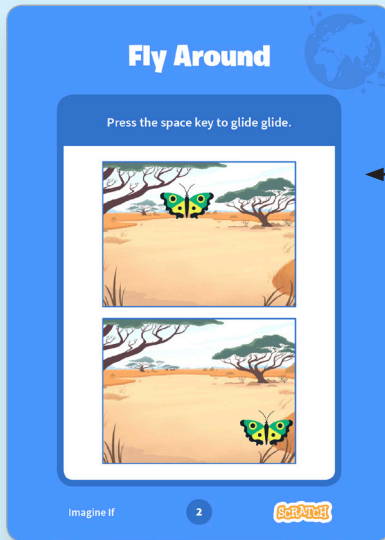 Fly Around
Press the space key to glide glide.
Imagine If
2
SCRATCH